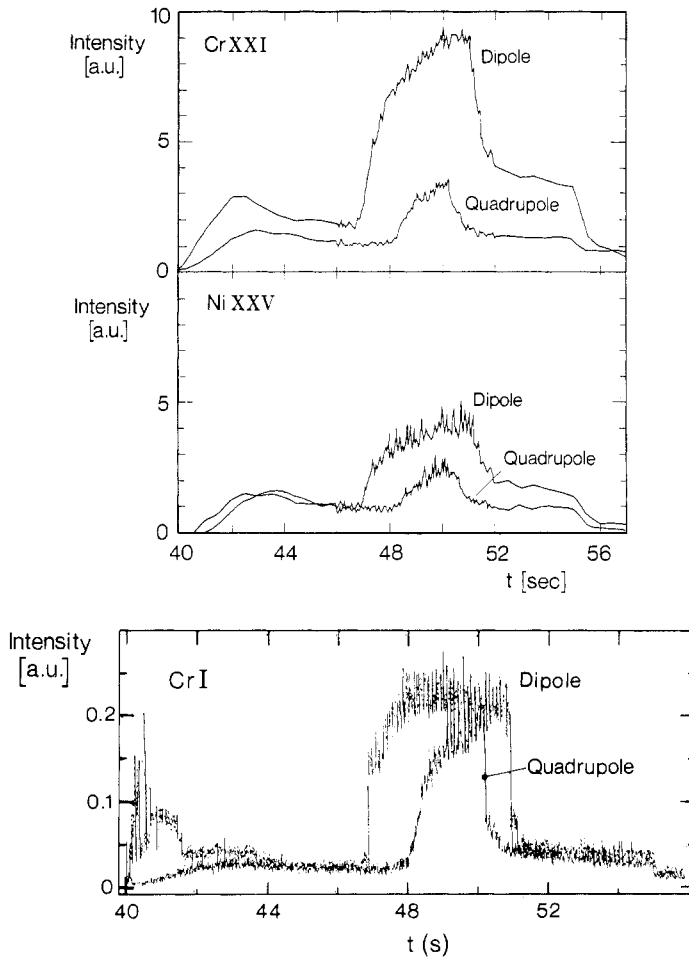 Intensity
[a.u.]
10
5
0
Cr XXI
Dipole
Quadrupole
Intensity
[a.u.]
5
0
Ni XXV
Dipole
Quadrupole
40 44 48 52 56
t [sec]
Intensity
[a.u.]
0.2
0.1
0
Cr I
Dipole
Quadrupole
40 44 48 52
t (s)